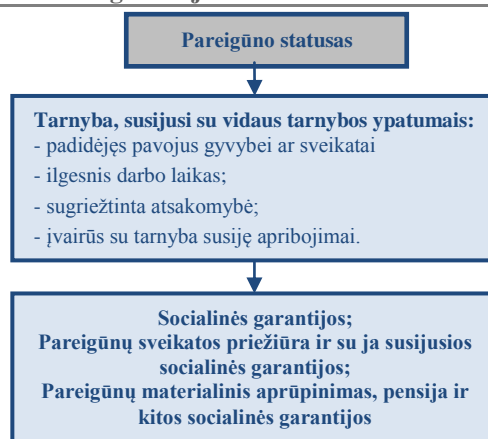 Pareigūno statusas
Tarnyba, susijusi su vidaus tarnybos ypatumais:
- padidėjęs pavojus gyvybei ar sveikatai
- ilgesnis darbo laikas;
- sugriežtinta atsakomybė;
- įvairūs su tarnyba susiję apribojimai.
Socialinės garantijos;
Pareigūnų sveikatos priežiūra ir su ja susijusios
socialinės garantijos;
Pareigūnų materialinis aprūpinimas, pensija ir
kitos socialinės garantijos